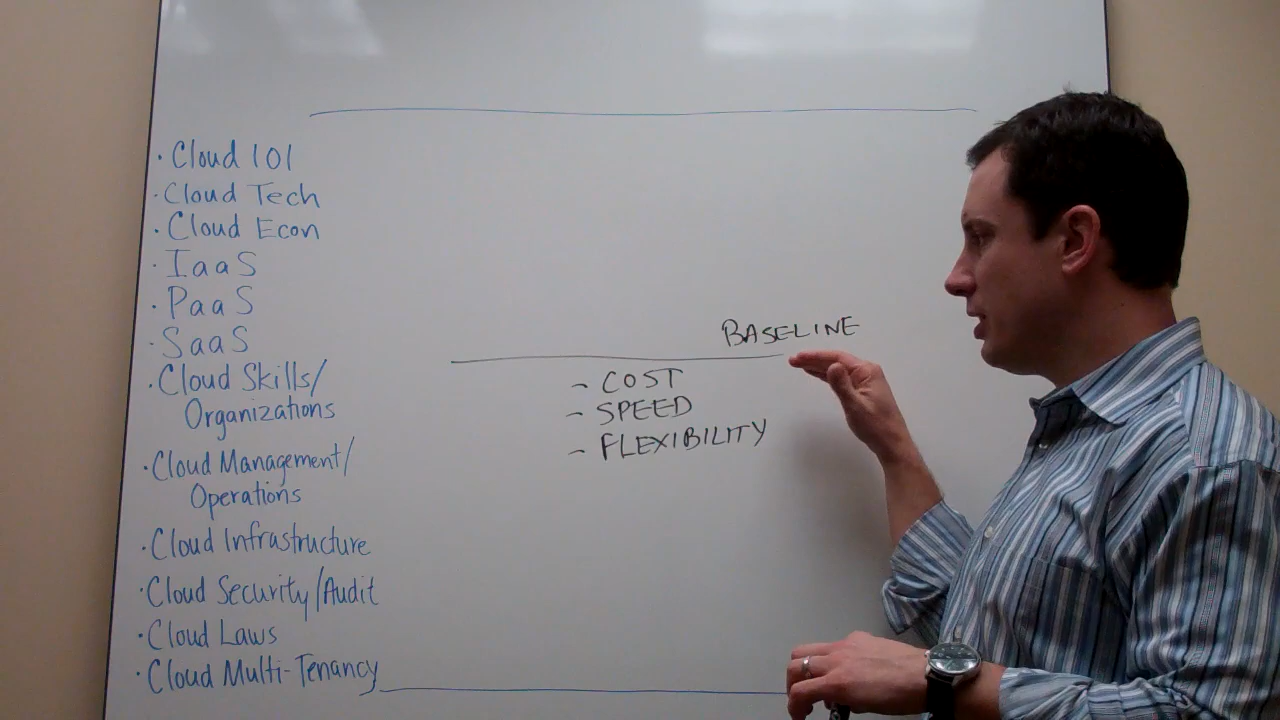 · Cloud 101
· Cloud Tech
· Cloud Econ
· IaaS
· PaaS
· SaaS
· Cloud Skills/
Organizations
· Cloud Management/
Operations
· Cloud Infrastructure
· Cloud Security/Audit
· Cloud Laws
· Cloud Multi-Tenancy
BASELINE
- COST
- SPEED
- FLEXIBILITY